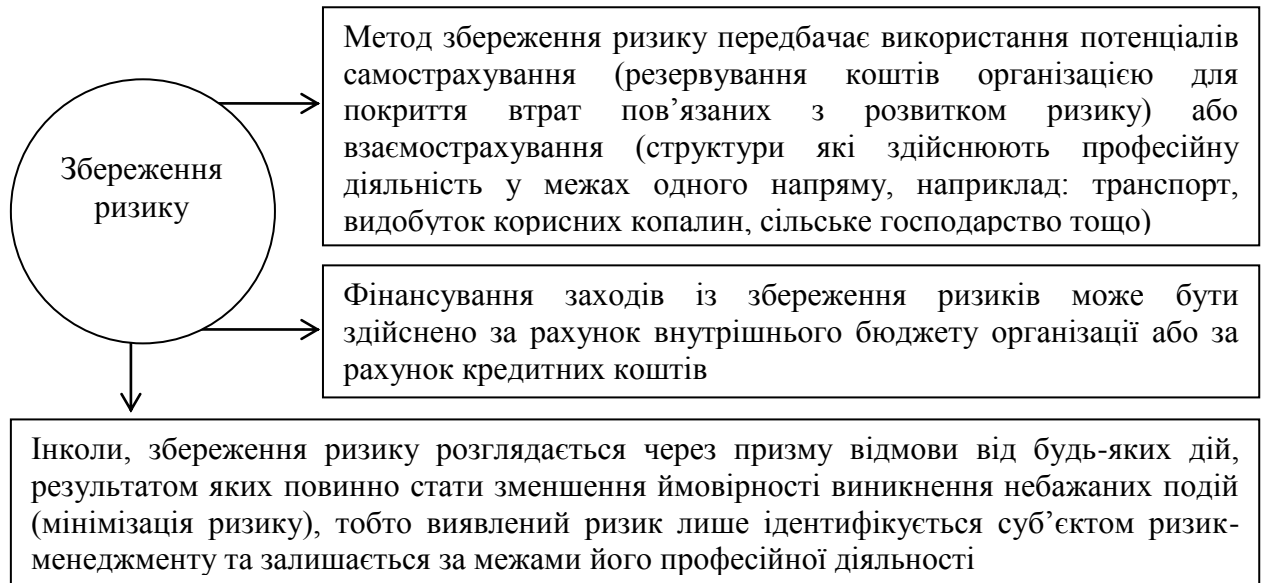 Збереження
ризику
Метод збереження ризику передбачає використання потенціалів
самострахування (резервування коштів організацією для
покриття втрат пов’язаних з розвитком ризику) або
взаємострахування (структури які здійснюють професійну
діяльність у межах одного напряму, наприклад: транспорт,
видобуток корисних копалин, сільське господарство тощо)
Фінансування заходів із збереження ризиків може бути
здійснено за рахунок внутрішнього бюджету організації або за
рахунок кредитних коштів
Інколи, збереження ризику розглядається через призму відмови від будь-яких дій,
результатом яких повинно стати зменшення ймовірності виникнення небажаних подій
(мінімізація ризику), тобто виявлений ризик лише ідентифікується суб’єктом ризик-
менеджменту та залишається за межами його професійної діяльності